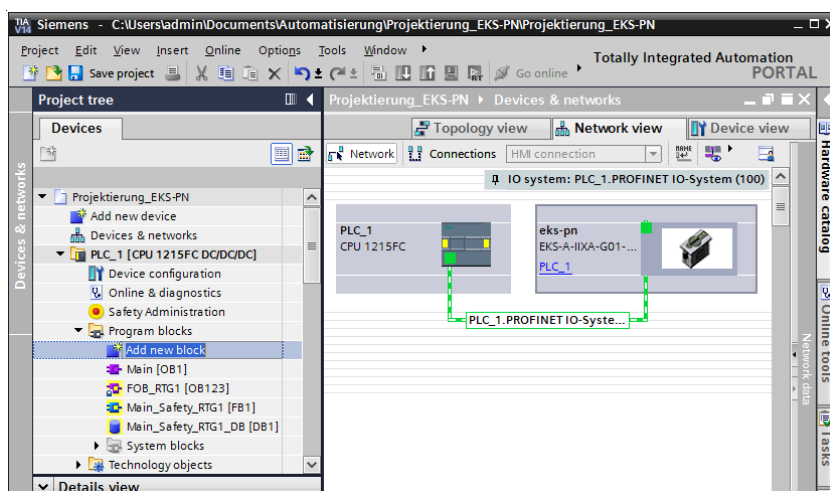 TIA V14 Siemens - C:\Users\admin\Documents\Automatisierung\Projektierung_EKS-PN\Projektierung_EKS-PN
Project Edit View Insert Online Options Tools Window
Totally Integrated Automation
PORTAL
Save project
Go online
Project tree
Projektierung_EKS-PN Devices & networks
Devices
Topology view
Network view
Device view
Network
Connections
HMI connection
IO system: PLC_1.PROFINET IO-System (100)
Projektierung_EKS-PN
Add new device
Devices & networks
PLC_1 [CPU 1215FC DC/DC/DC]
Device configuration
Online & diagnostics
Safety Administration
Program blocks
Add new block
Main [OB1]
FOB_RTG1 [OB123]
Main_Safety_RTG1 [FB1]
Main_Safety_RTG1_DB [DB1]
System blocks
Technology objects
Details view
PLC_1
CPU 1215FC
eks-pn
EKS-A-IIXA-G01-...
PLC_1
PLC_1.PROFINET IO-Syste...
Devices & networks
Network data
Hardware catalog
Online tools
Tasks